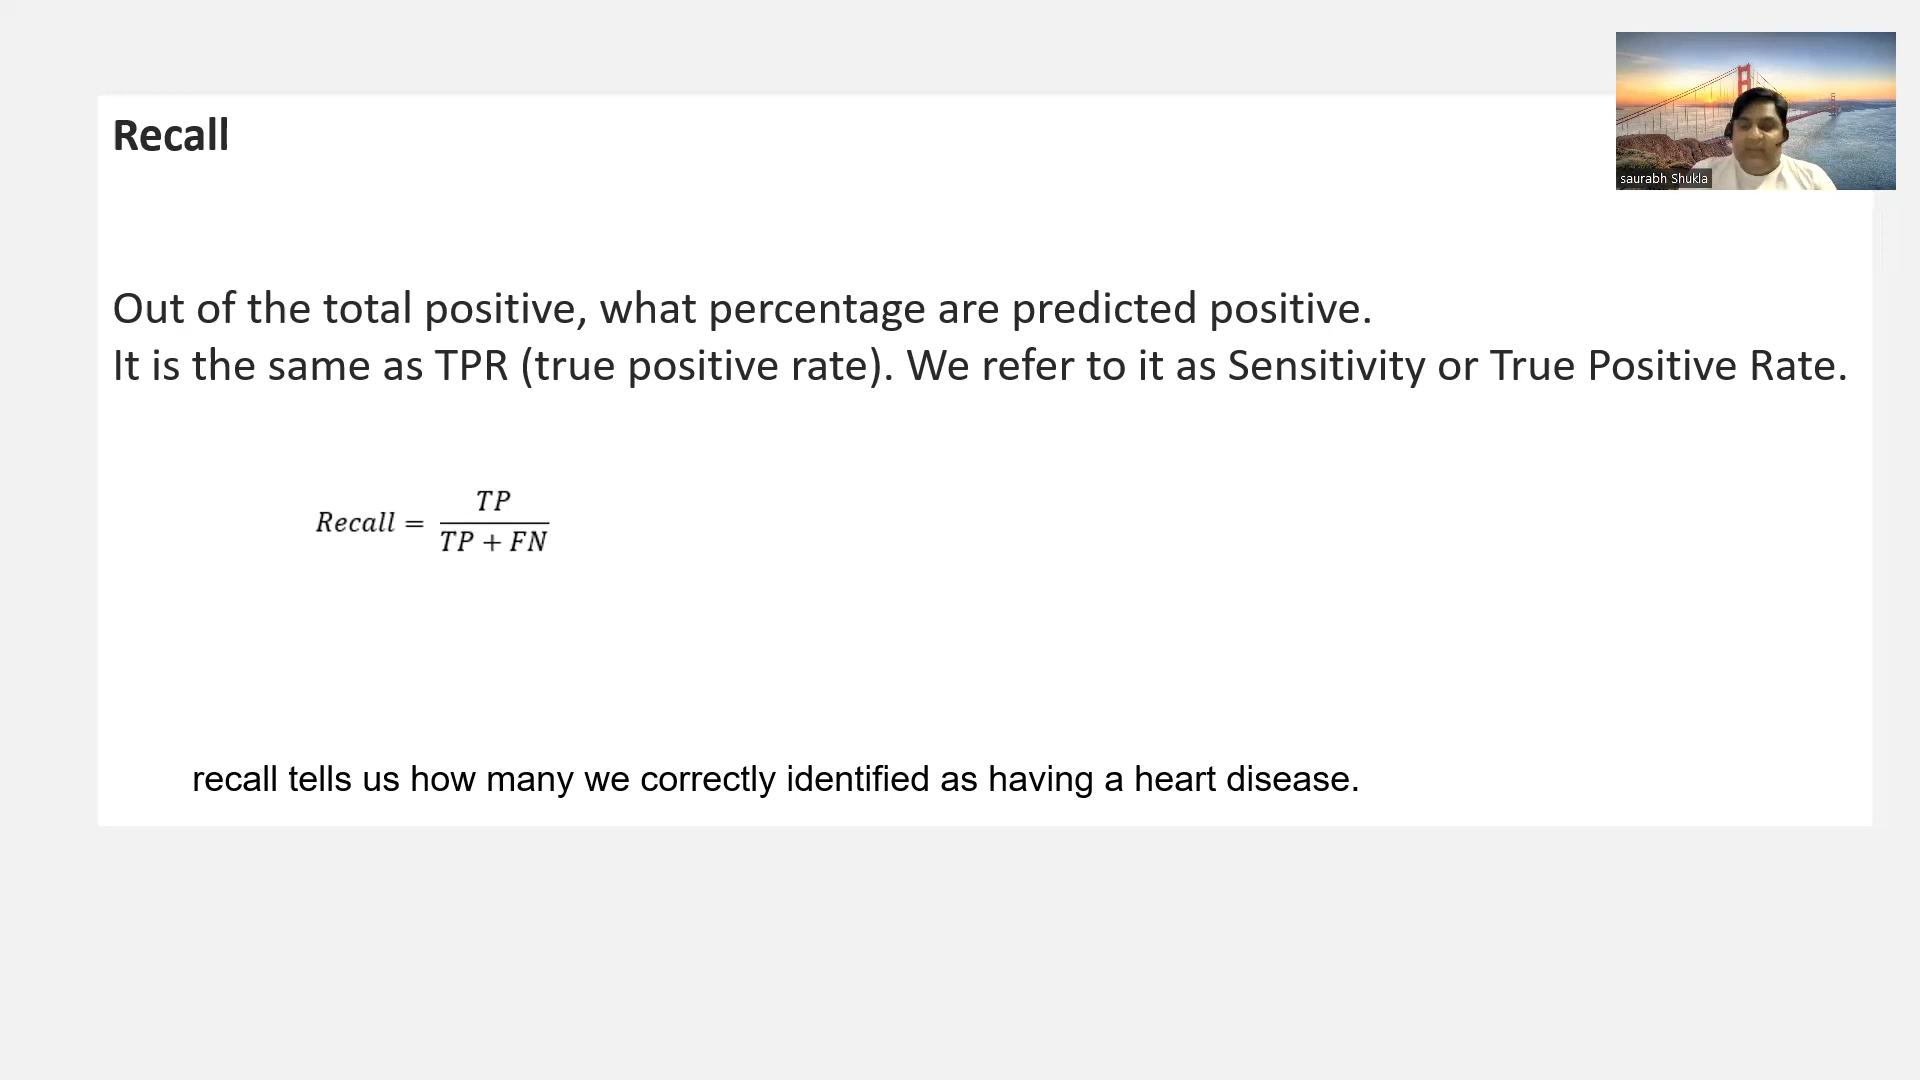 Recall
saurabh Shukla
Out of the total positive, what percentage are predicted positive.
It is the same as TPR (true positive rate). We refer to it as Sensitivity or True Positive Rate.
Recall = TP / TP + FN
recall tells us how many we correctly identified as having a heart disease.